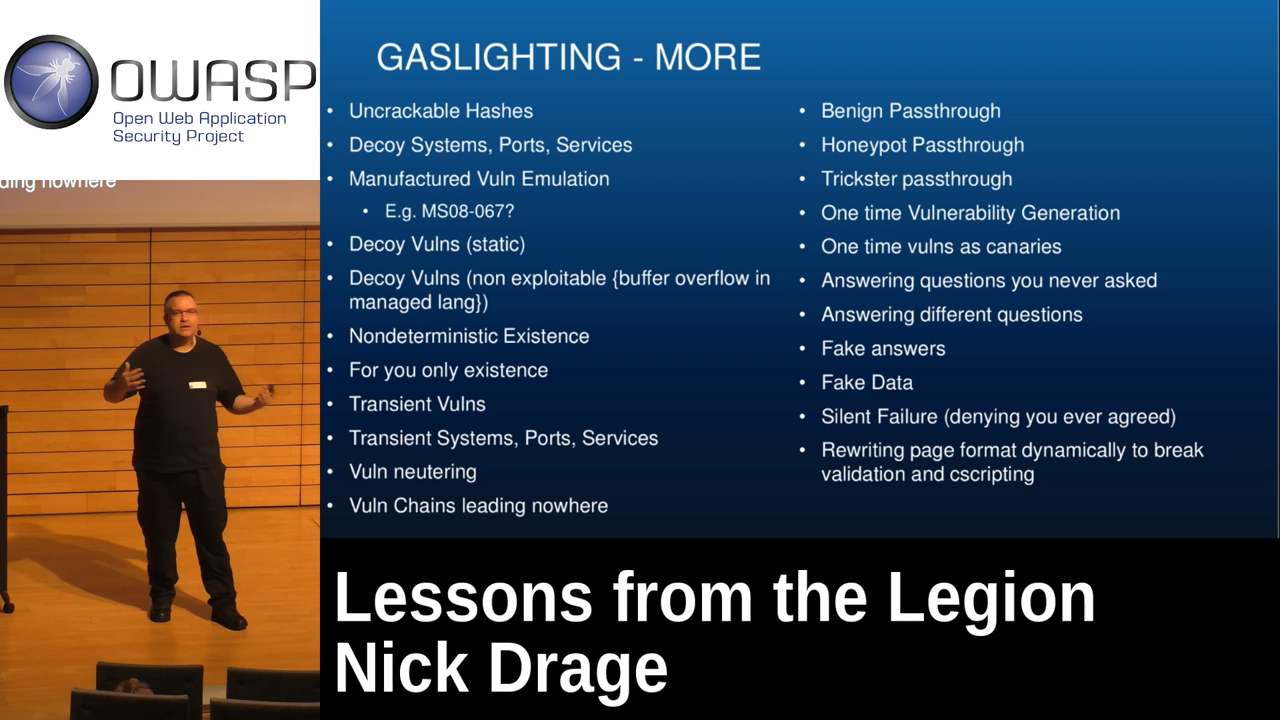 OWASP
Open Web Application
Security Project
nowhere
GASLIGHTING - MORE
• Uncrackable Hashes
• Decoy Systems, Ports, Services
• Manufactured Vuln Emulation
• E.g. MS08-067?
• Decoy Vulns (static)
• Decoy Vulns (non exploitable {buffer overflow in
managed lang})
• Nondeterministic Existence
• For you only existence
• Transient Vulns
• Transient Systems, Ports, Services
• Vuln neutering
• Vuln Chains leading nowhere
• Benign Passthrough
• Honeypot Passthrough
• Trickster passthrough
• One time Vulnerability Generation
• One time vulns as canaries
• Answering questions you never asked
• Answering different questions
• Fake answers
• Fake Data
• Silent Failure (denying you ever agreed)
• Rewriting page format dynamically to break
validation and cscripting
Lessons from the Legion
Nick Drage